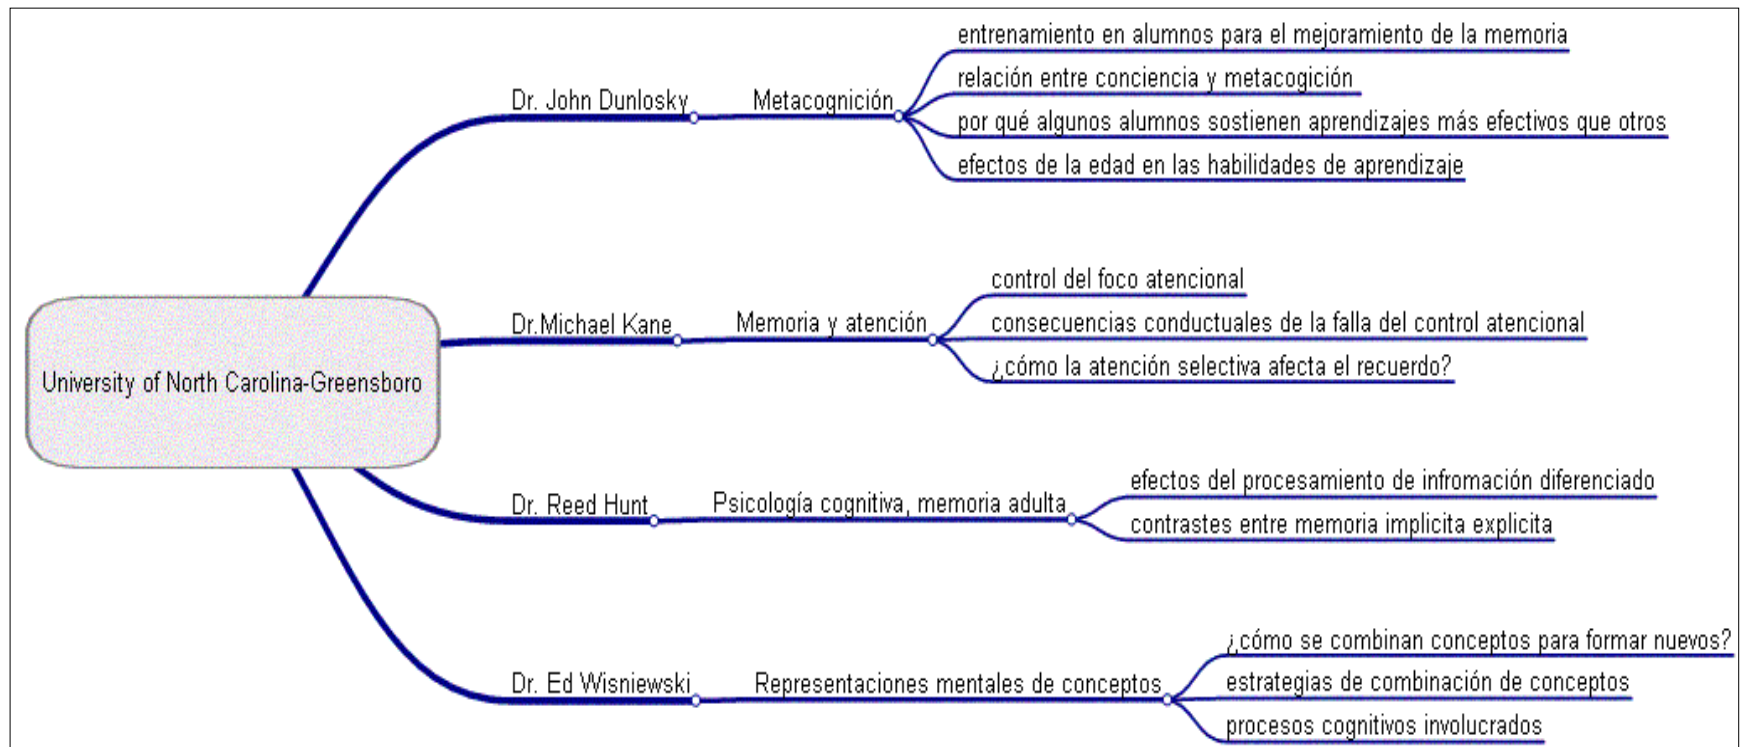 University of North Carolina-Greensboro
Dr. John Dunlosky
Metacognición
entrenamiento en alumnos para el mejoramiento de la memoria
relación entre conciencia y metacogición
por qué algunos alumnos sostienen aprendizajes más efectivos que otros
efectos de la edad en las habilidades de aprendizaje
Dr.Michael Kane
Memoria y atención
control del foco atencional
consecuencias conductuales de la falla del control atencional
¿cómo la atención selectiva afecta el recuerdo?
Dr. Reed Hunt
Psicología cognitiva, memoria adulta
efectos del procesamiento de infromación diferenciado
contrastes entre memoria implicita explicita
Dr. Ed Wisniewski
Representaciones mentales de conceptos
¿cómo se combinan conceptos para formar nuevos?
estrategias de combinación de conceptos
procesos cognitivos involucrados